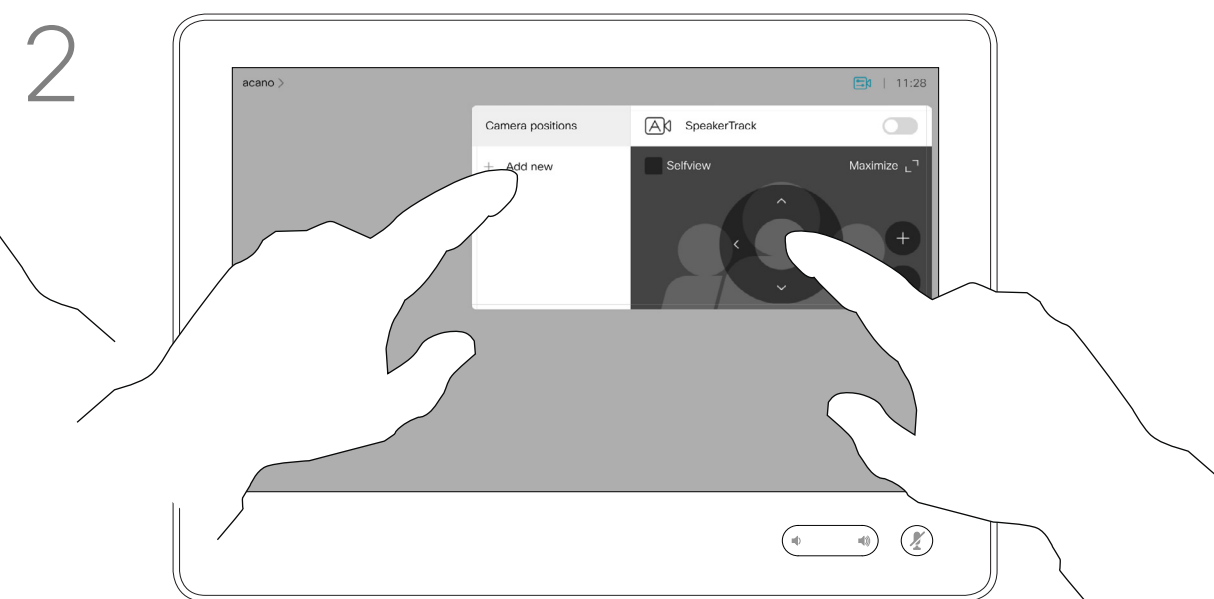 2
acano >
11:28
Camera positions
SpeakerTrack
+ Add new
Selfview
Maximize